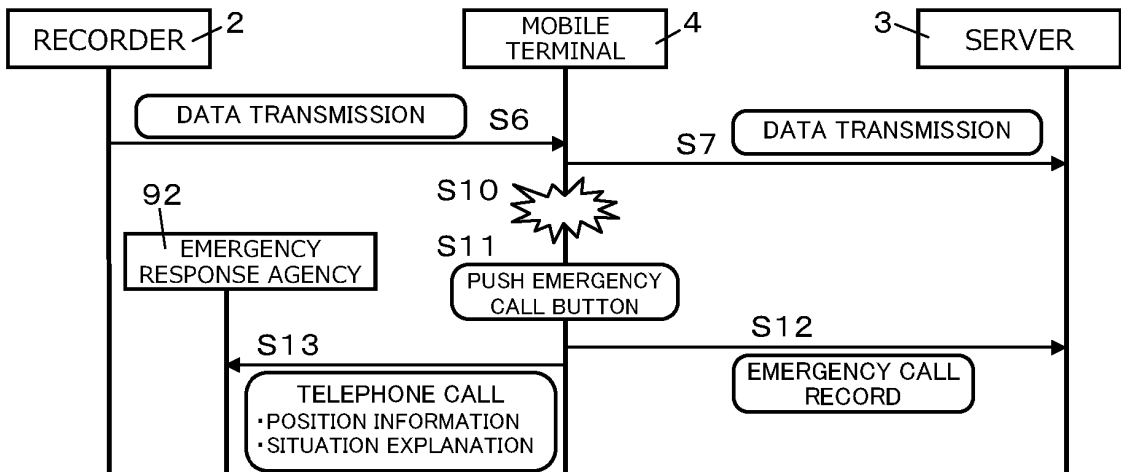 RECORDER
2
MOBILE
TERMINAL
4
3
SERVER
DATA TRANSMISSION
S6
S7
DATA TRANSMISSION
S10
92
EMERGENCY
RESPONSE AGENCY
S11
PUSH EMERGENCY
CALL BUTTON
S12
EMERGENCY CALL
RECORD
S13
TELEPHONE CALL
・POSITION INFORMATION
・SITUATION EXPLANATION